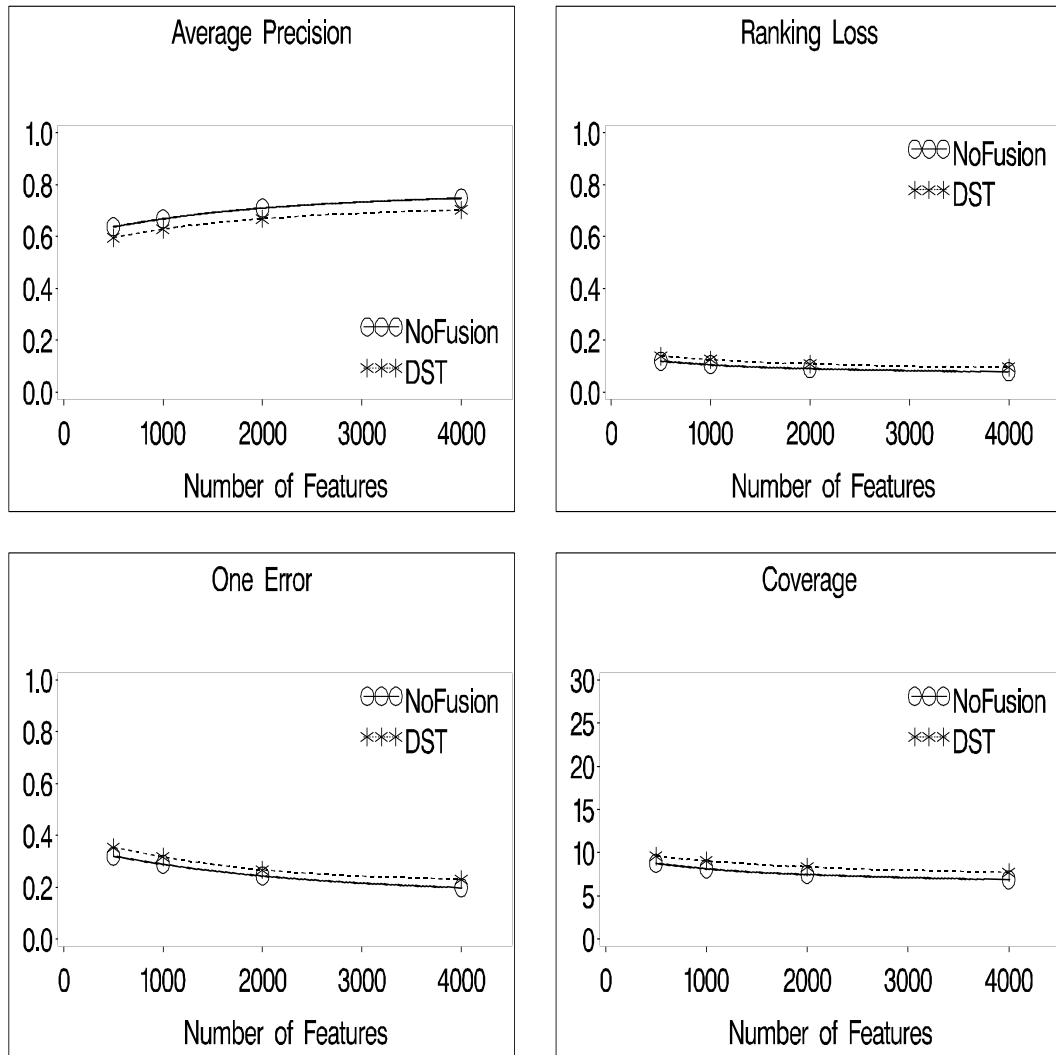 Average Precision
1.0
0.8
0.6
0.4
0.2
0.0
NoFusion
DST
0 1000 2000 3000 4000
Number of Features
Ranking Loss
1.0
0.8
0.6
0.4
0.2
0.0
NoFusion
DST
0 1000 2000 3000 4000
Number of Features
One Error
1.0
0.8
0.6
0.4
0.2
0.0
NoFusion
DST
0 1000 2000 3000 4000
Number of Features
Coverage
30
25
20
15
10
5
0
NoFusion
DST
0 1000 2000 3000 4000
Number of Features